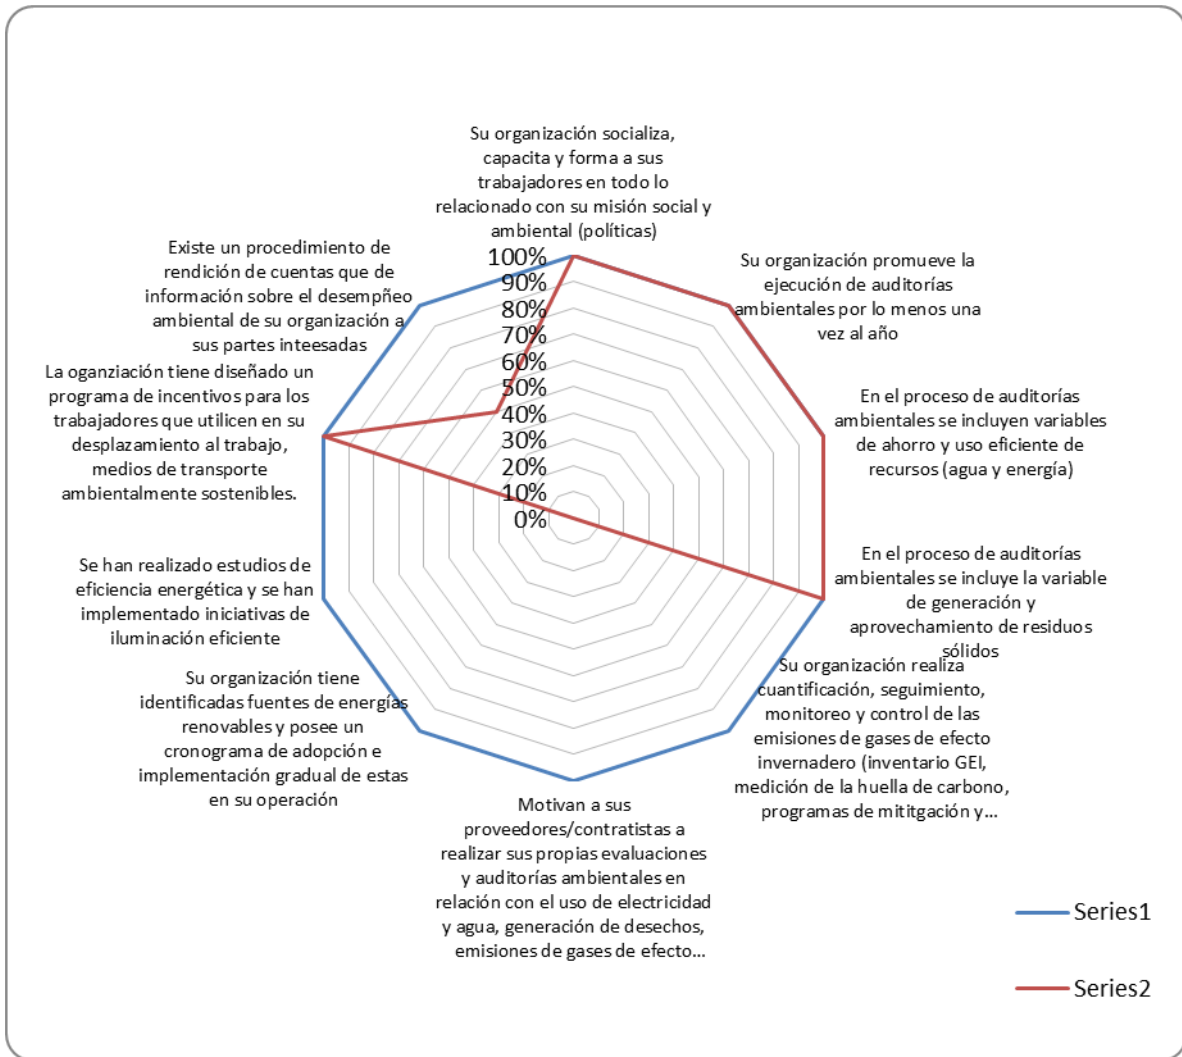 Su organización socializa,
capacita y forma a sus
trabajadores en todo lo
relacionado con su misión social y
ambiental (políticas)
Su organización promueve la
ejecución de auditorías
ambientales por lo menos una
vez al año
En el proceso de auditorías
ambientales se incluyen variables
de ahorro y uso eficiente de
recursos (agua y energía)
En el proceso de auditorías
ambientales se incluye la variable
de generación y
aprovechamiento de residuos
sólidos
Su organización realiza
cuantificación, seguimiento,
monitoreo y control de las
emisiones de gases de efecto
invernadero (inventario GEI,
medición de la huella de carbono,
programas de mititgación y...
Motivan a sus
proveedores/contratistas a
realizar sus propias evaluaciones
y auditorías ambientales en
relación con el uso de electricidad
y agua, generación de desechos,
emisiones de gases de efecto...
Su organización tiene
identificadas fuentes de energías
renovables y posee un
cronograma de adopción e
implementación gradual de estas
en su operación
Se han realizado estudios de
eficiencia energética y se han
implementado iniciativas de
iluminación eficiente
La oganziación tiene diseñado un
programa de incentivos para los
trabajadores que utilicen en su
desplazamiento al trabajo,
medios de transporte
ambientalmente sostenibles.
Existe un procedimiento de
rendición de cuentas que de
información sobre el desempñeo
ambiental de su organización a
sus partes inteesadas
100%
90%
80%
70%
60%
50%
40%
30%
20%
10%
0%
Series1
Series2